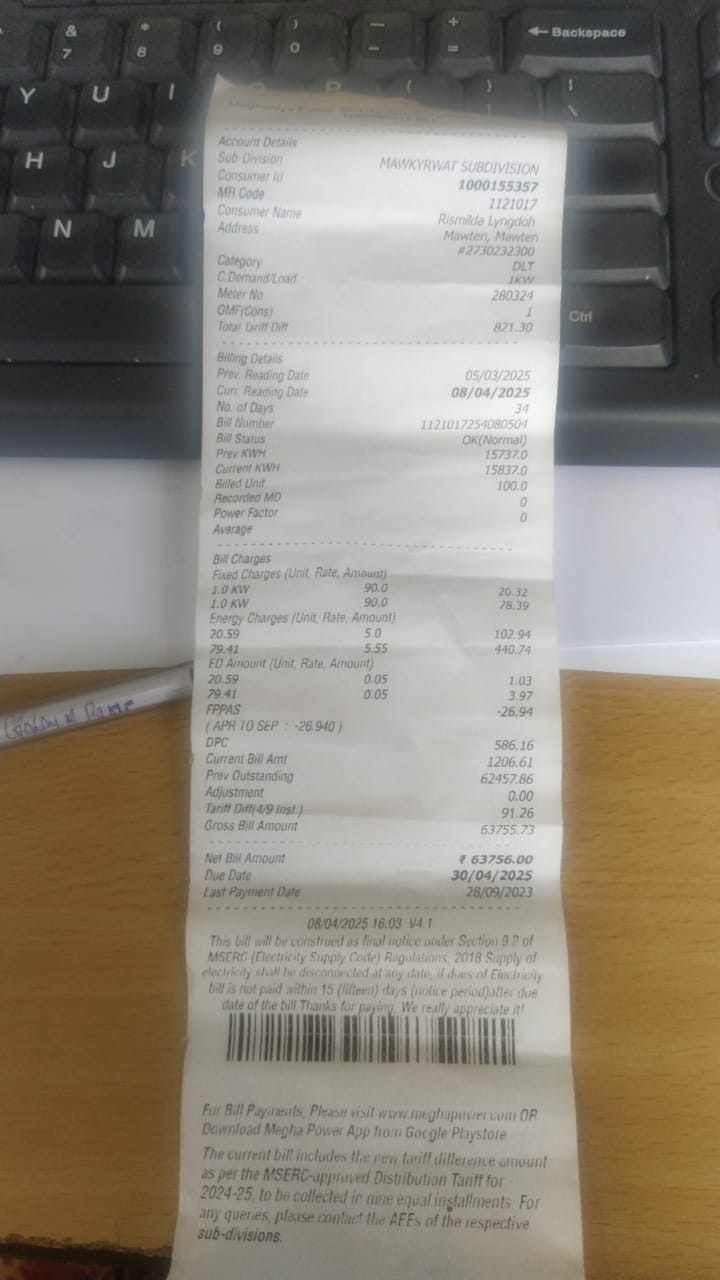 & 7
* 8
( 9
) 0
— −
+ =
Backspace
Y U I
H J K
N M
Ctrl
Account Details
Sub-Division MAWKYRWAT SUBDIVISION
Consumer Id 1000155357
MR Code 1121017
Consumer Name Rismilda Lyngdoh
Address Mawten, Mawten
#2730232300
Category DLT
C.Demand/Load 1KW
Meter No. 280324
OMF(Cons) 1
Total Tariff Diff 821.30
Billing Details
Prev. Reading Date 05/03/2025
Curr. Reading Date 08/04/2025
No. of Days 34
Bill Number 1121017254080504
Bill Status OK(Normal)
Prev KWH 15737.0
Current KWH 15837.0
Billed Unit 100.0
Recorded MD 0
Power Factor 0
Average
Bill Charges
Fixed Charges (Unit, Rate, Amount)
1.0 KW 90.0 20.32
1.0 KW 90.0 78.39
Energy Charges (Unit, Rate, Amount)
20.59 5.0 102.94
79.41 5.55 440.74
ED Amount (Unit, Rate, Amount)
20.59 0.05 1.03
79.41 0.05 3.97
FPPAS -26.94
( APR TO SEP : -26.940 )
DPC 586.16
Current Bill Amt 1206.61
Prev Outstanding 62457.86
Adjustment 0.00
Tariff Diff(4/9 Inst.) 91.26
Gross Bill Amount 63755.73
Net Bill Amount ₹ 63756.00
Due Date 30/04/2025
Last Payment Date 28/09/2023
08/04/2025 16:03 V4.1
This bill will be construed as final notice under Section 9.2 of
MSERC (Electricity Supply Code) Regulations, 2018 Supply of
electricity shall be disconnected at any date, if dues of Electricity
bill is not paid within 15 (fifteen) days (notice period)after due
date of the bill Thanks for paying. We really appreciate it!
For Bill Payments, Please visit www.meghapower.com OR
Download Megha Power App from Google Playstore
The current bill includes the new tariff difference amount
as per the MSERC-approved Distribution Tariff for
2024-25, to be collected in nine equal installments. For
any queries, please contact the AEEs of the respective
sub-divisions.